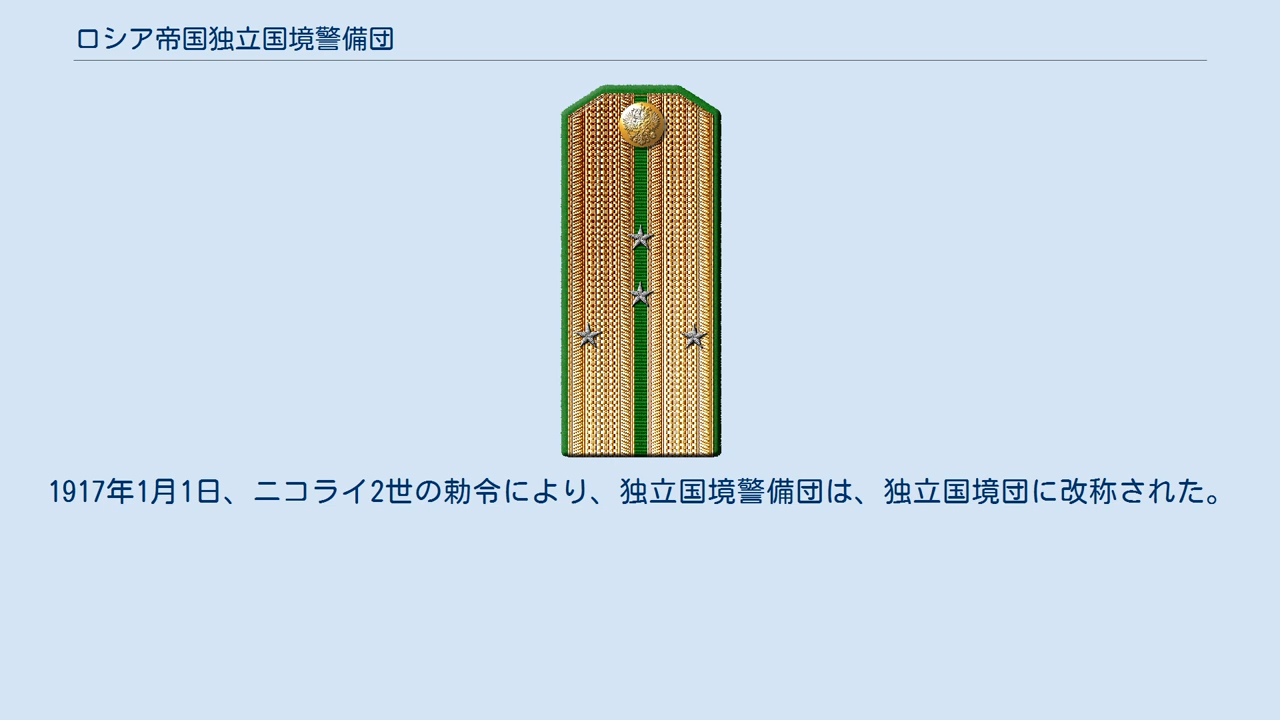 ロシア帝国独立国境警備団
1917年1月1日、ニコライ2世の勅令により、独立国境警備団は、独立国境団に改称された。